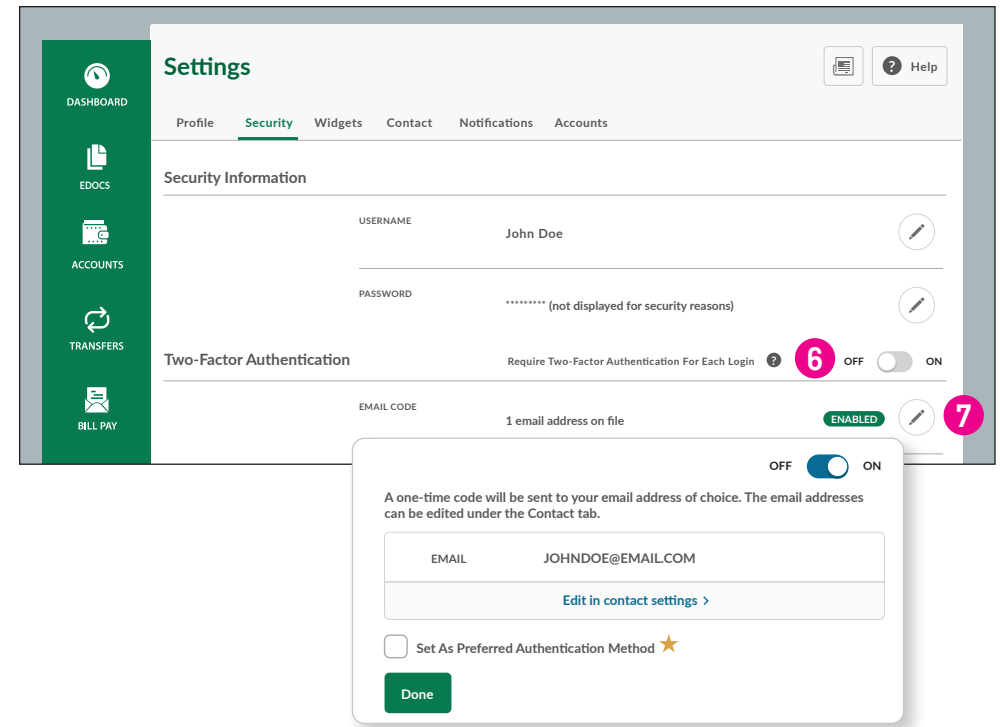 Settings
Help
DASHBOARD
Profile Security Widgets Contact Notifications Accounts
EDOCS
Security Information
USERNAME
John Doe
ACCOUNTS
PASSWORD
********* (not displayed for security reasons)
TRANSFERS
Two-Factor Authentication
Require Two-Factor Authentication For Each Login ? 6 OFF ON
EMAIL CODE
1 email address on file
ENABLED
7
BILL PAY
OFF ON
A one-time code will be sent to your email address of choice. The email addresses
can be edited under the Contact tab.
EMAIL JOHNDOE@EMAIL.COM
Edit in contact settings >
Set As Preferred Authentication Method
Done